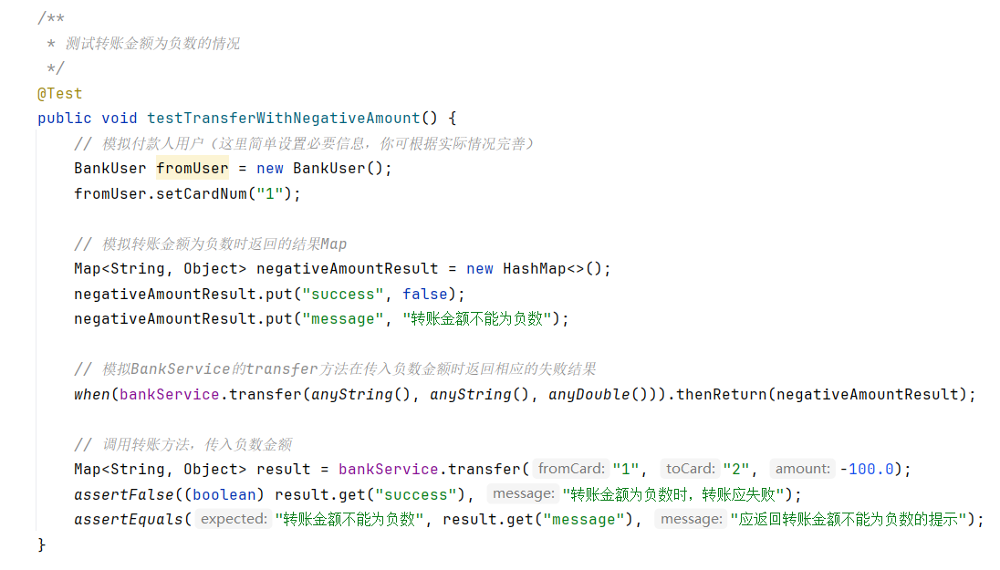 /**
 * 测试转账金额为负数的情况
 */
@Test
public void testTransferWithNegativeAmount() {
    // 模拟付款人用户（这里简单设置必要信息，你可根据实际情况完善）
    BankUser fromUser = new BankUser();
    fromUser.setCardNum("1");

    // 模拟转账金额为负数时返回的结果Map
    Map<String, Object> negativeAmountResult = new HashMap<>();
    negativeAmountResult.put("success", false);
    negativeAmountResult.put("message", "转账金额不能为负数");

    // 模拟BankService的transfer方法在传入负数金额时返回相应的失败结果
    when(bankService.transfer(anyString(), anyString(), anyDouble())).thenReturn(negativeAmountResult);

    // 调用转账方法，传入负数金额
    Map<String, Object> result = bankService.transfer( fromCard: "1", toCard: "2", amount: -100.0);
    assertFalse((boolean) result.get("success"), message: "转账金额为负数时，转账应失败");
    assertEquals( expected: "转账金额不能为负数", result.get("message"), message: "应返回转账金额不能为负数的提示");
}